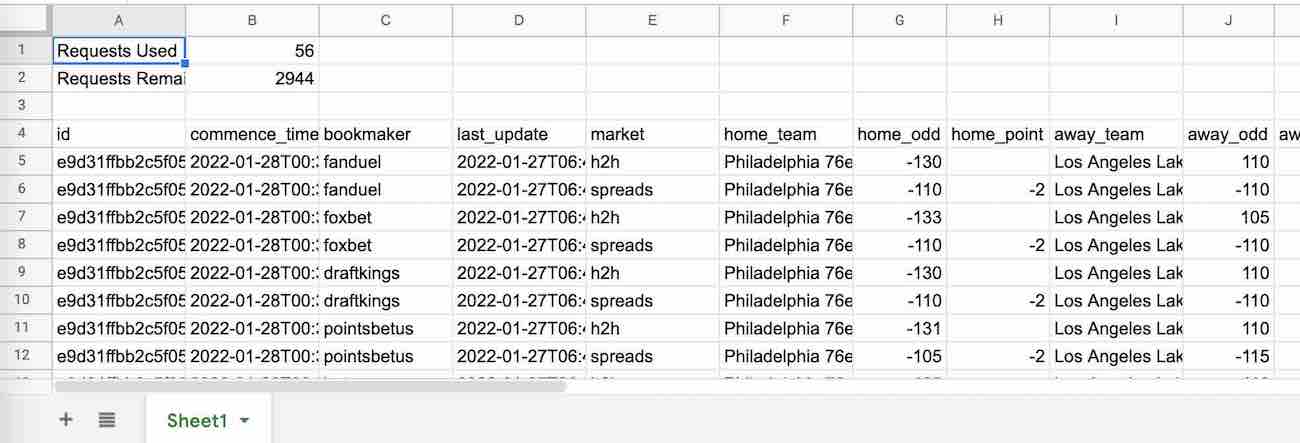 A B C D E F G H I J
1 Requests Used 56
2 Requests Remai 2944
3
4 id commence_time bookmaker last_update market home_team home_odd home_point away_team away_odd aw
5 e9d31ffbb2c5f05 2022-01-28T00: fanduel 2022-01-27T06: h2h Philadelphia 76e -130 Los Angeles Lak 110
6 e9d31ffbb2c5f05 2022-01-28T00: fanduel 2022-01-27T06: spreads Philadelphia 76e -110 -2 Los Angeles Lak -110
7 e9d31ffbb2c5f05 2022-01-28T00: foxbet 2022-01-27T06: h2h Philadelphia 76e -133 Los Angeles Lak 105
8 e9d31ffbb2c5f05 2022-01-28T00: foxbet 2022-01-27T06: spreads Philadelphia 76e -110 -2 Los Angeles Lak -110
9 e9d31ffbb2c5f05 2022-01-28T00: draftkings 2022-01-27T06: h2h Philadelphia 76e -130 Los Angeles Lak 110
10 e9d31ffbb2c5f05 2022-01-28T00: draftkings 2022-01-27T06: spreads Philadelphia 76e -110 -2 Los Angeles Lak -110
11 e9d31ffbb2c5f05 2022-01-28T00: pointsbetus 2022-01-27T06: h2h Philadelphia 76e -131 Los Angeles Lak 110
12 e9d31ffbb2c5f05 2022-01-28T00: pointsbetus 2022-01-27T06: spreads Philadelphia 76e -105 -2 Los Angeles Lak -115
Sheet1